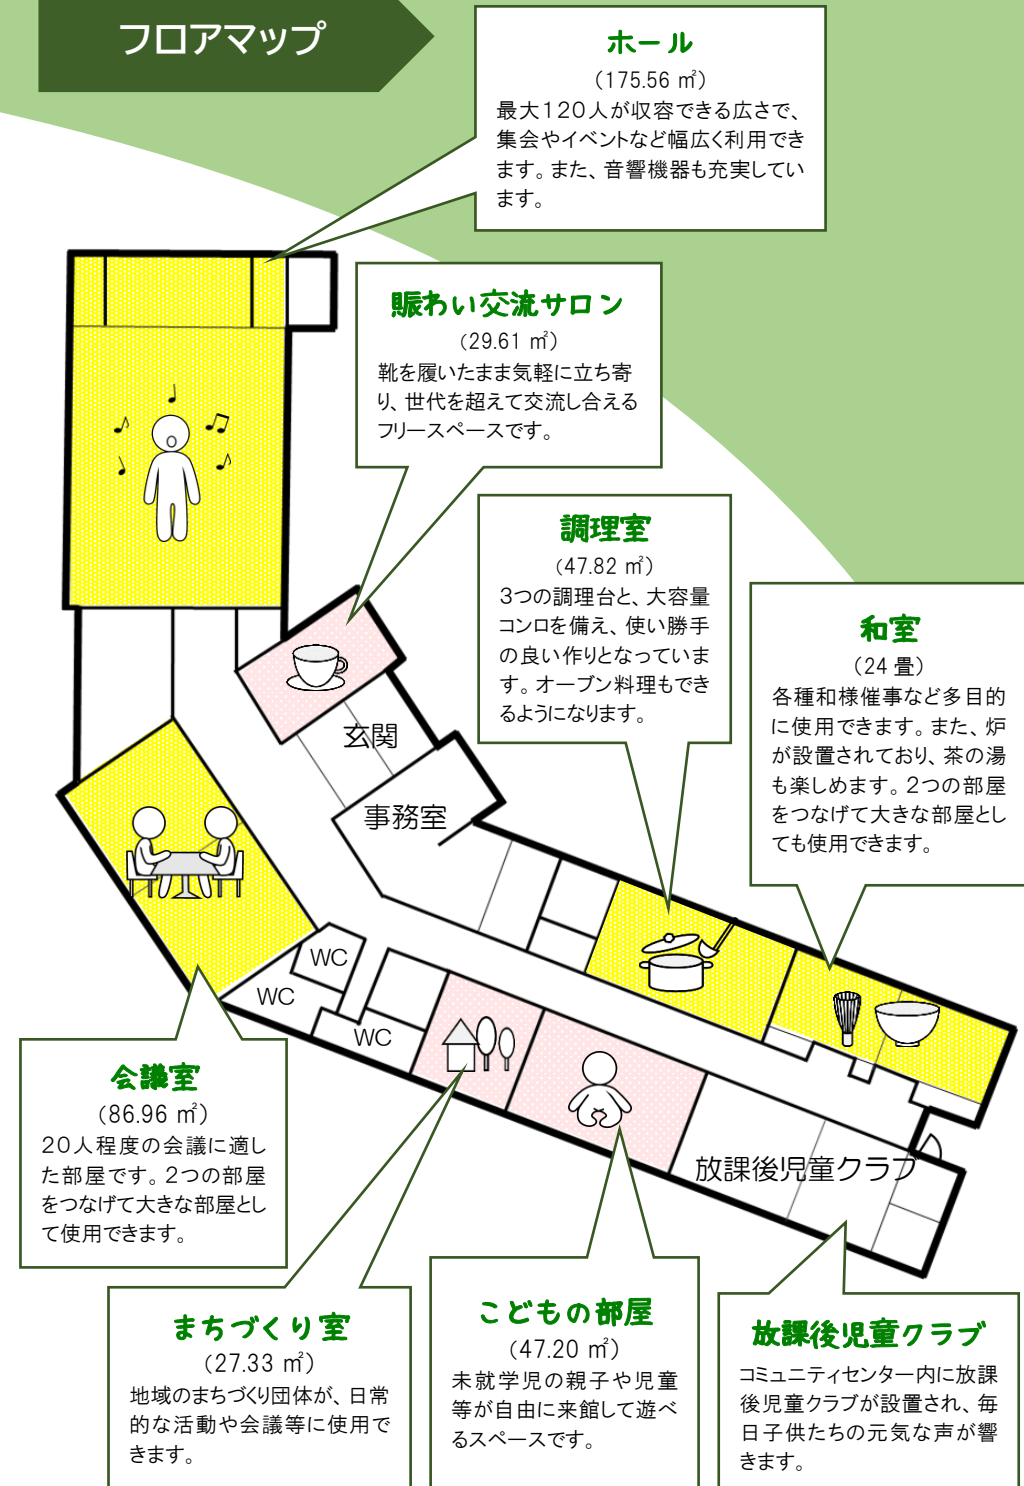 フロアマップ
ホール
(175.56 ㎡)
最大120人が収容できる広さで、
集会やイベントなど幅広く利用でき
ます。また、音響機器も充実してい
ます。
賑わい交流サロン
(29.61 ㎡)
靴を履いたまま気軽に立ち寄
り、世代を超えて交流し合える
フリースペースです。
調理室
(47.82 ㎡)
3つの調理台と、大容量
コンロを備え、使い勝手
の良い作りとなっていま
す。オーブン料理もでき
るようになります。
和室
(24 畳)
各種和様催事など多目的
に使用できます。また、炉
が設置されており、茶の湯
も楽しめます。2つの部屋
をつなげて大きな部屋とし
ても使用できます。
玄関
事務室
WC
WC
WC
放課後児童クラブ
会議室
(86.96 ㎡)
20人程度の会議に適し
た部屋です。2つの部屋
をつなげて大きな部屋とし
て使用できます。
まちづくり室
(27.33 ㎡)
地域のまちづくり団体が、日常
的な活動や会議等に使用で
きます。
こどもの部屋
(47.20 ㎡)
未就学児の親子や児童
等が自由に来館して遊べ
るスペースです。
放課後児童クラブ
コミュニティセンター内に放課
後児童クラブが設置され、毎
日子供たちの元気な声が響
きます。